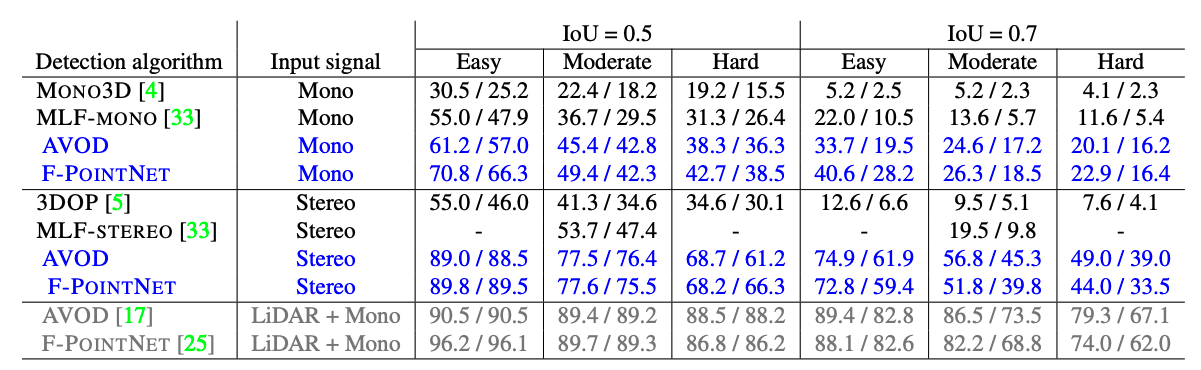 IoU = 0.5 IoU = 0.7
Detection algorithm Input signal Easy Moderate Hard Easy Moderate Hard
MONO3D [4] Mono 30.5 / 25.2 22.4 / 18.2 19.2 / 15.5 5.2 / 2.5 5.2 / 2.3 4.1 / 2.3
MLF-MONO [33] Mono 55.0 / 47.9 36.7 / 29.5 31.3 / 26.4 22.0 / 10.5 13.6 / 5.7 11.6 / 5.4
AVOD Mono 61.2 / 57.0 45.4 / 42.8 38.3 / 36.3 33.7 / 19.5 24.6 / 17.2 20.1 / 16.2
F-POINTNET Mono 70.8 / 66.3 49.4 / 42.3 42.7 / 38.5 40.6 / 28.2 26.3 / 18.5 22.9 / 16.4
3DOP [5] Stereo 55.0 / 46.0 41.3 / 34.6 34.6 / 30.1 12.6 / 6.6 9.5 / 5.1 7.6 / 4.1
MLF-STEREO [33] Stereo - 53.7 / 47.4 - - 19.5 / 9.8 -
AVOD Stereo 89.0 / 88.5 77.5 / 76.4 68.7 / 61.2 74.9 / 61.9 56.8 / 45.3 49.0 / 39.0
F-POINTNET Stereo 89.8 / 89.5 77.6 / 75.5 68.2 / 66.3 72.8 / 59.4 51.8 / 39.8 44.0 / 33.5
AVOD [17] LiDAR + Mono 90.5 / 90.5 89.4 / 89.2 88.5 / 88.2 89.4 / 82.8 86.5 / 73.5 79.3 / 67.1
F-POINTNET [25] LiDAR + Mono 96.2 / 96.1 89.7 / 89.3 86.8 / 86.2 88.1 / 82.6 82.2 / 68.8 74.0 / 62.0